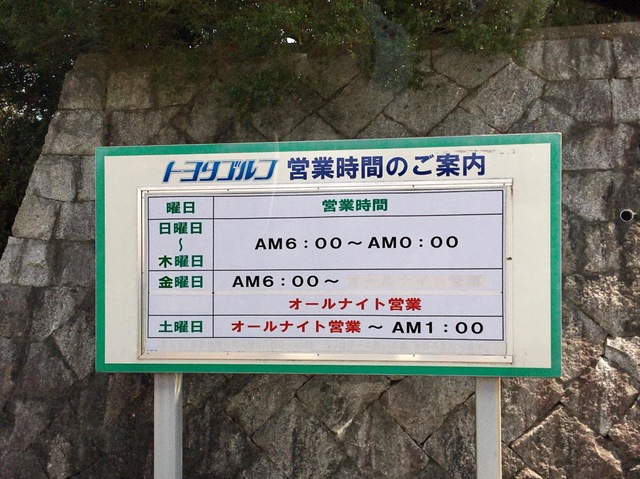 トヨタゴルフ 営業時間のご案内
曜日 営業時間
日曜日
～ AM6：00～AM0：00
木曜日
金曜日 AM6：00～
オールナイト営業
土曜日 オールナイト営業～AM1：00